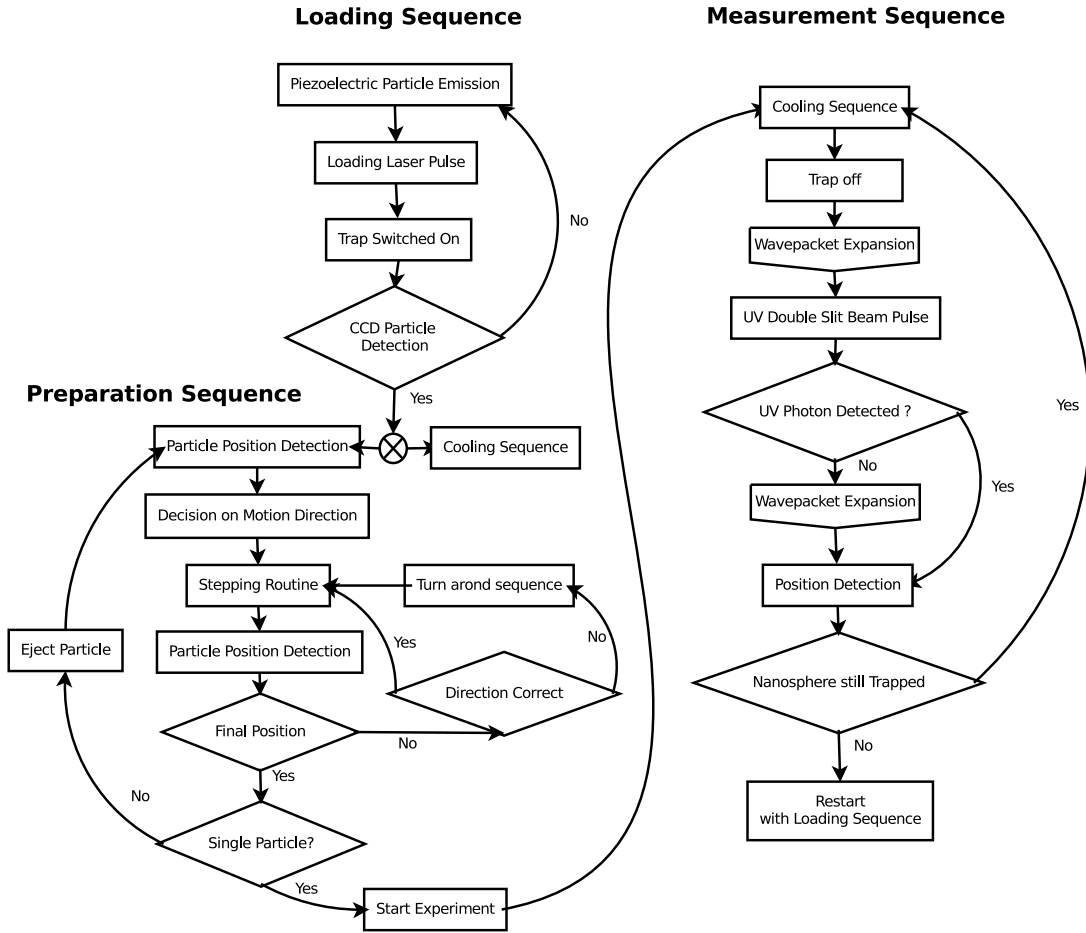 Loading Sequence
Piezoelectric Particle Emission
Loading Laser Pulse
Trap Switched On
No
CCD Particle
Detection
Yes
Preparation Sequence
Particle Position Detection
Cooling Sequence
Decision on Motion Direction
Stepping Routine
Turn arond sequence
Yes
No
Eject Particle
Particle Position Detection
Direction Correct
Final Position
No
Yes
No
Single Particle?
Yes
Start Experiment
Measurement Sequence
Cooling Sequence
Trap off
Wavepacket Expansion
UV Double Slit Beam Pulse
UV Photon Detected ?
Yes
No
Yes
Wavepacket Expansion
Position Detection
Nanosphere still Trapped
No
Restart
with Loading Sequence